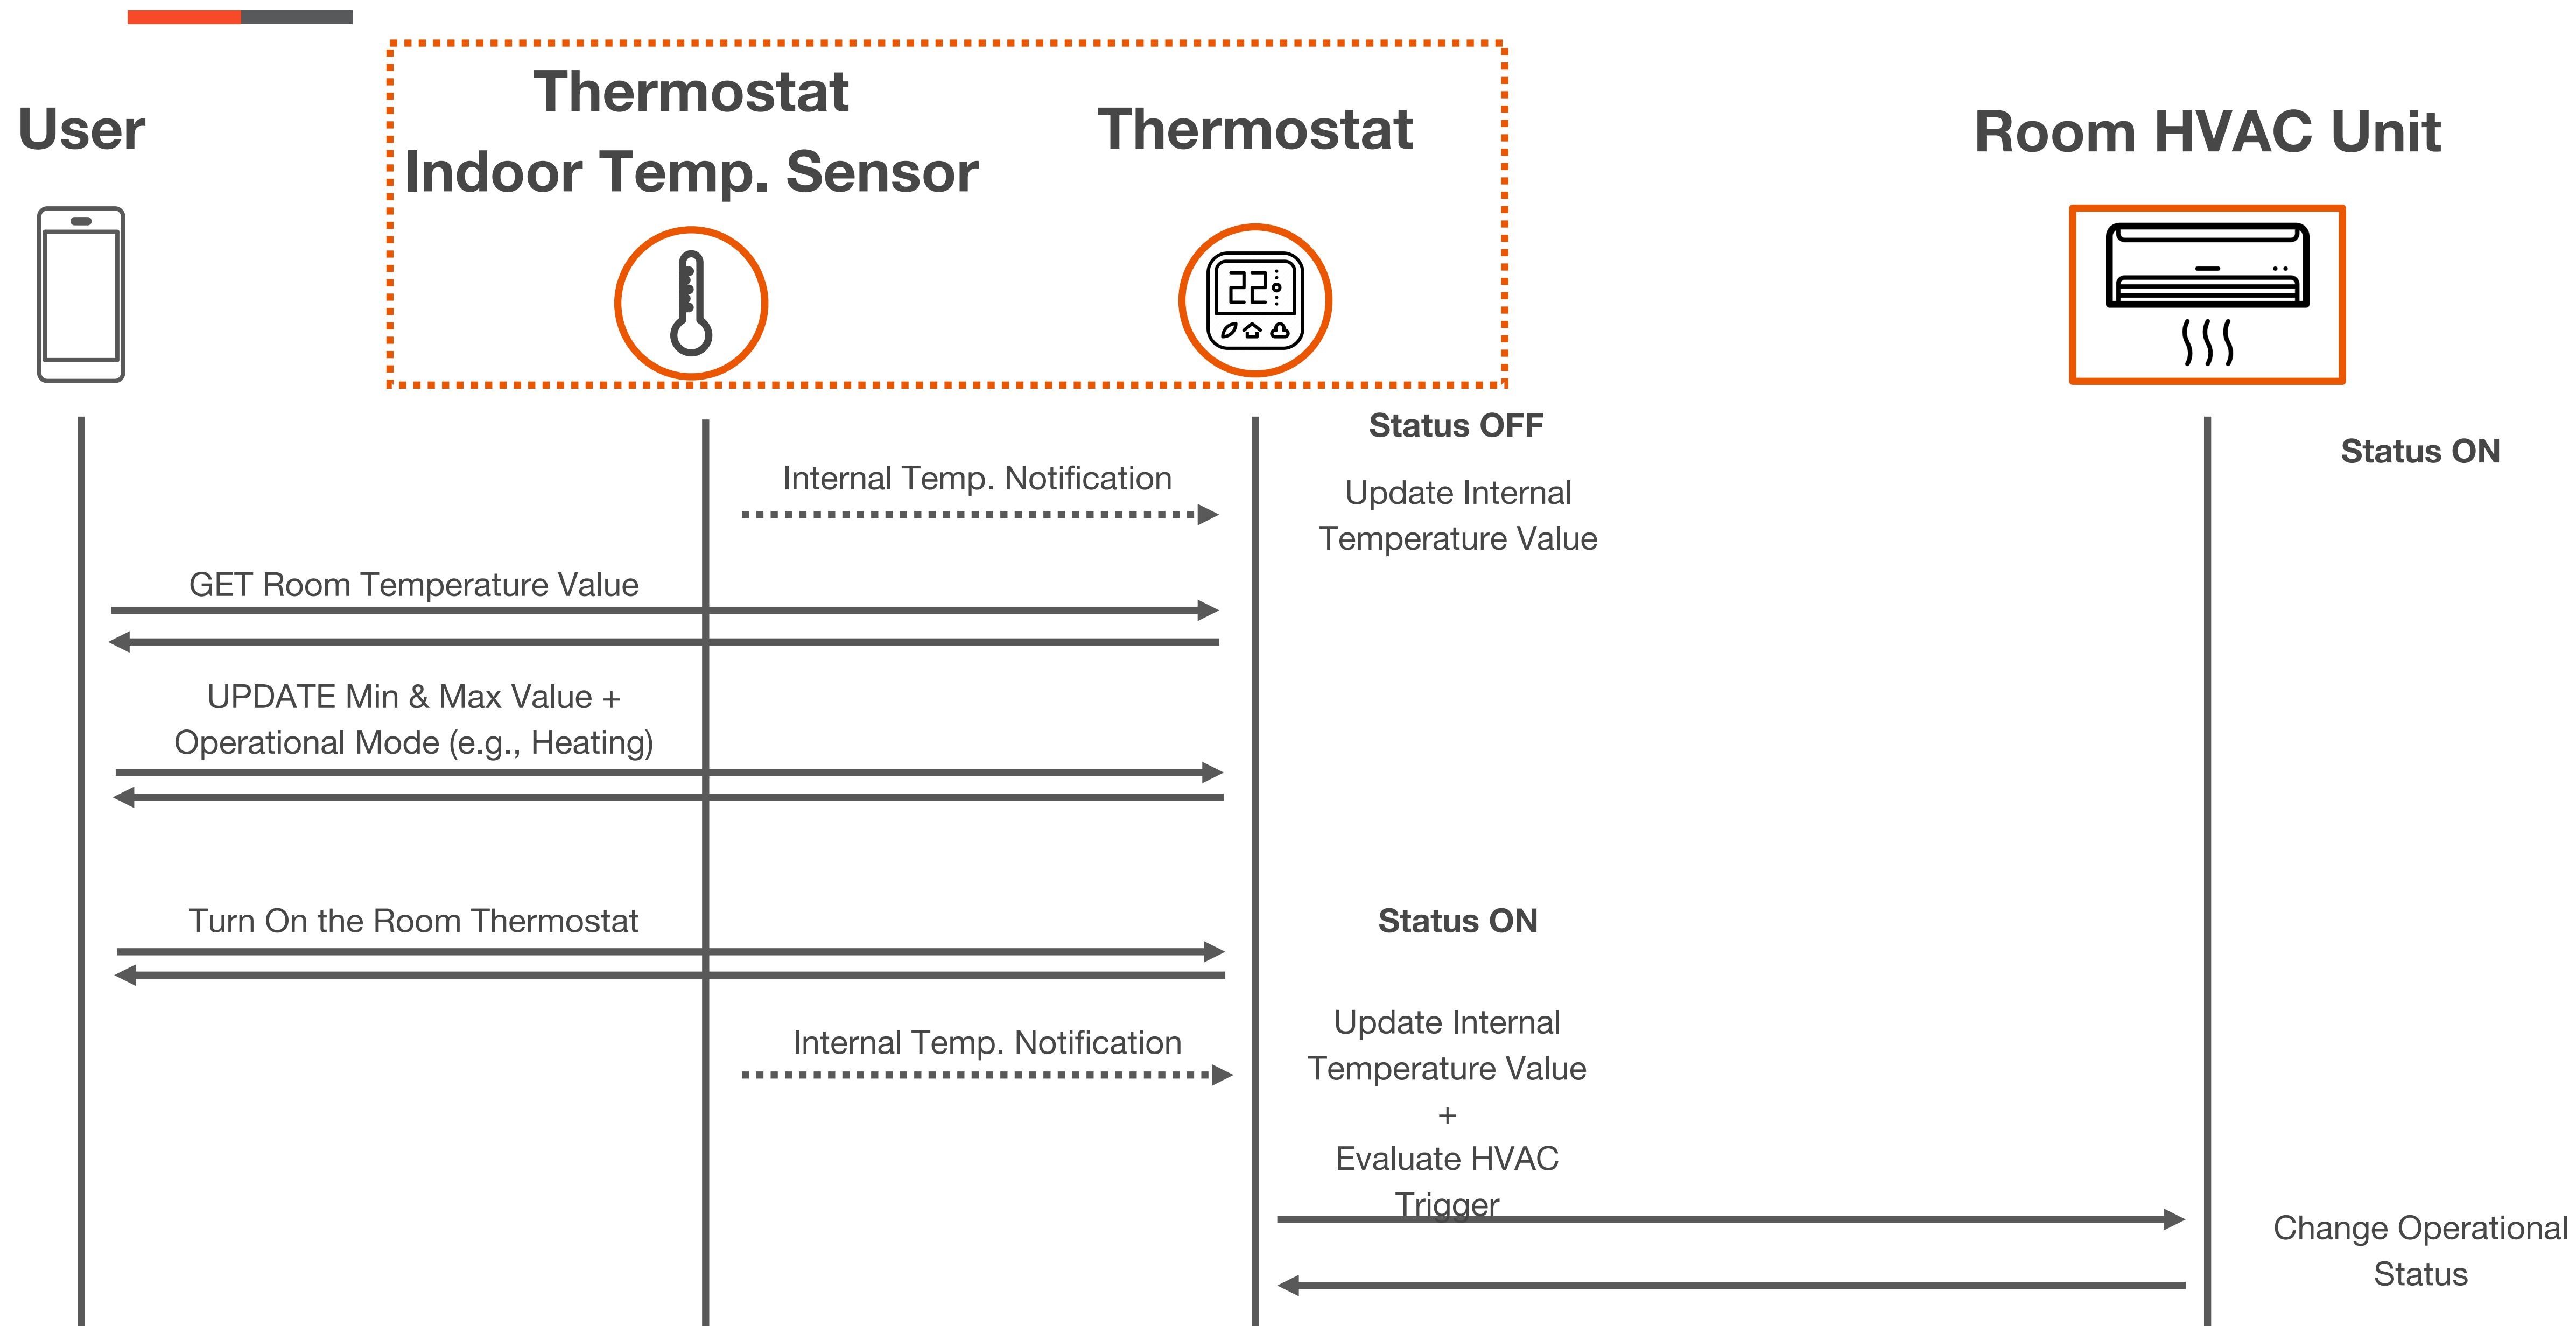 User
Thermostat
Indoor Temp. Sensor
Thermostat
Room HVAC Unit
22
Status OFF
Status ON
Internal Temp. Notification
Update Internal
Temperature Value
GET Room Temperature Value
UPDATE Min & Max Value +
Operational Mode (e.g., Heating)
Turn On the Room Thermostat
Status ON
Internal Temp. Notification
Update Internal
Temperature Value
+
Evaluate HVAC
Trigger
Change Operational
Status